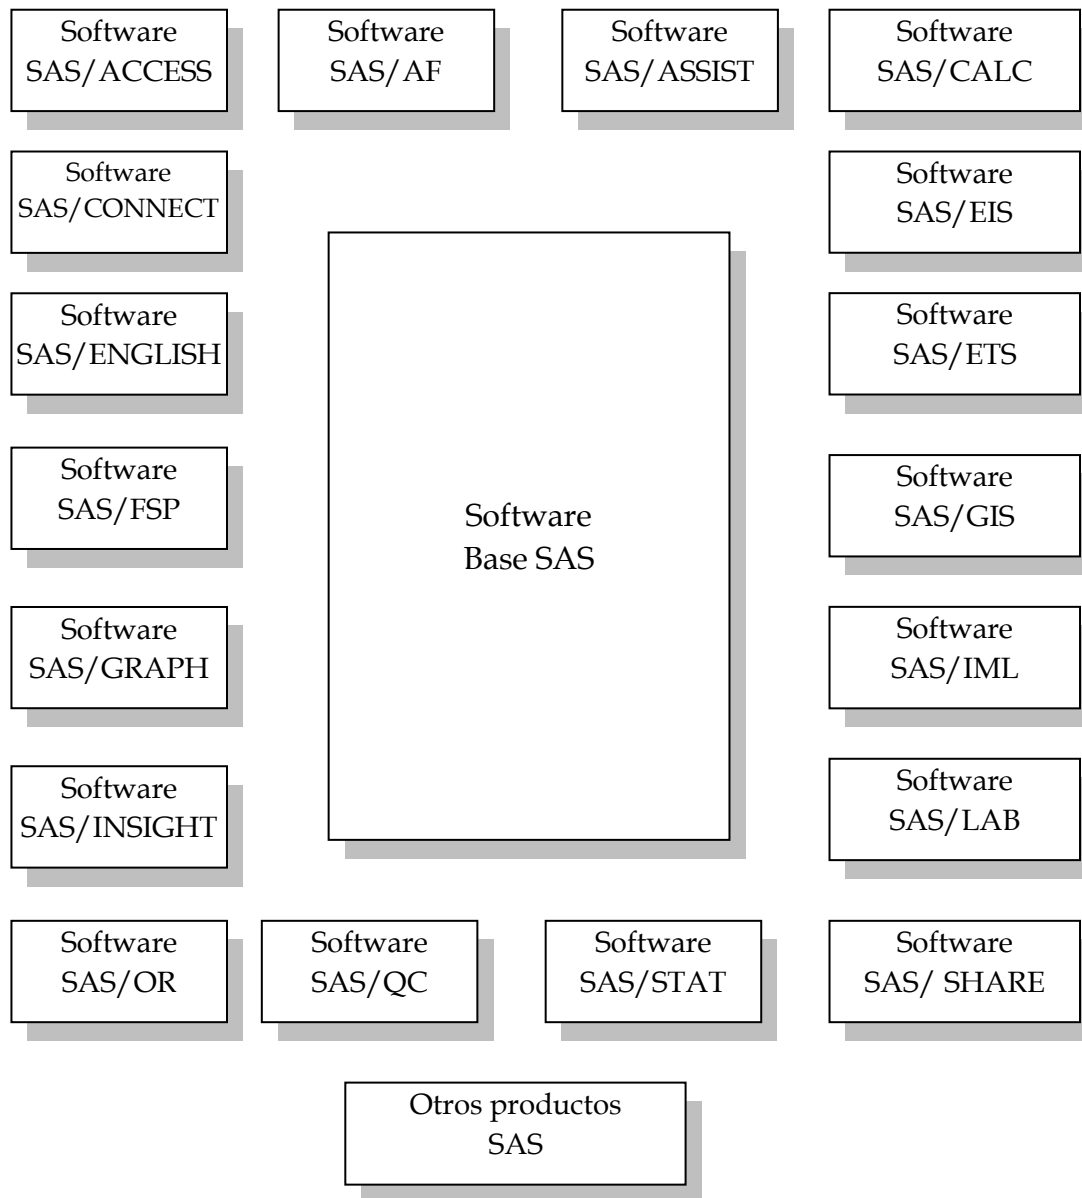 Software
SAS/ACCESS
Software
SAS/AF
Software
SAS/ASSIST
Software
SAS/CALC
Software
SAS/CONNECT
Software
SAS/EIS
Software
SAS/ENGLISH
Software
SAS/ETS
Software
SAS/FSP
Software
SAS/GIS
Software
Base SAS
Software
SAS/GRAPH
Software
SAS/IML
Software
SAS/INSIGHT
Software
SAS/LAB
Software
SAS/OR
Software
SAS/QC
Software
SAS/STAT
Software
SAS/ SHARE
Otros productos
SAS